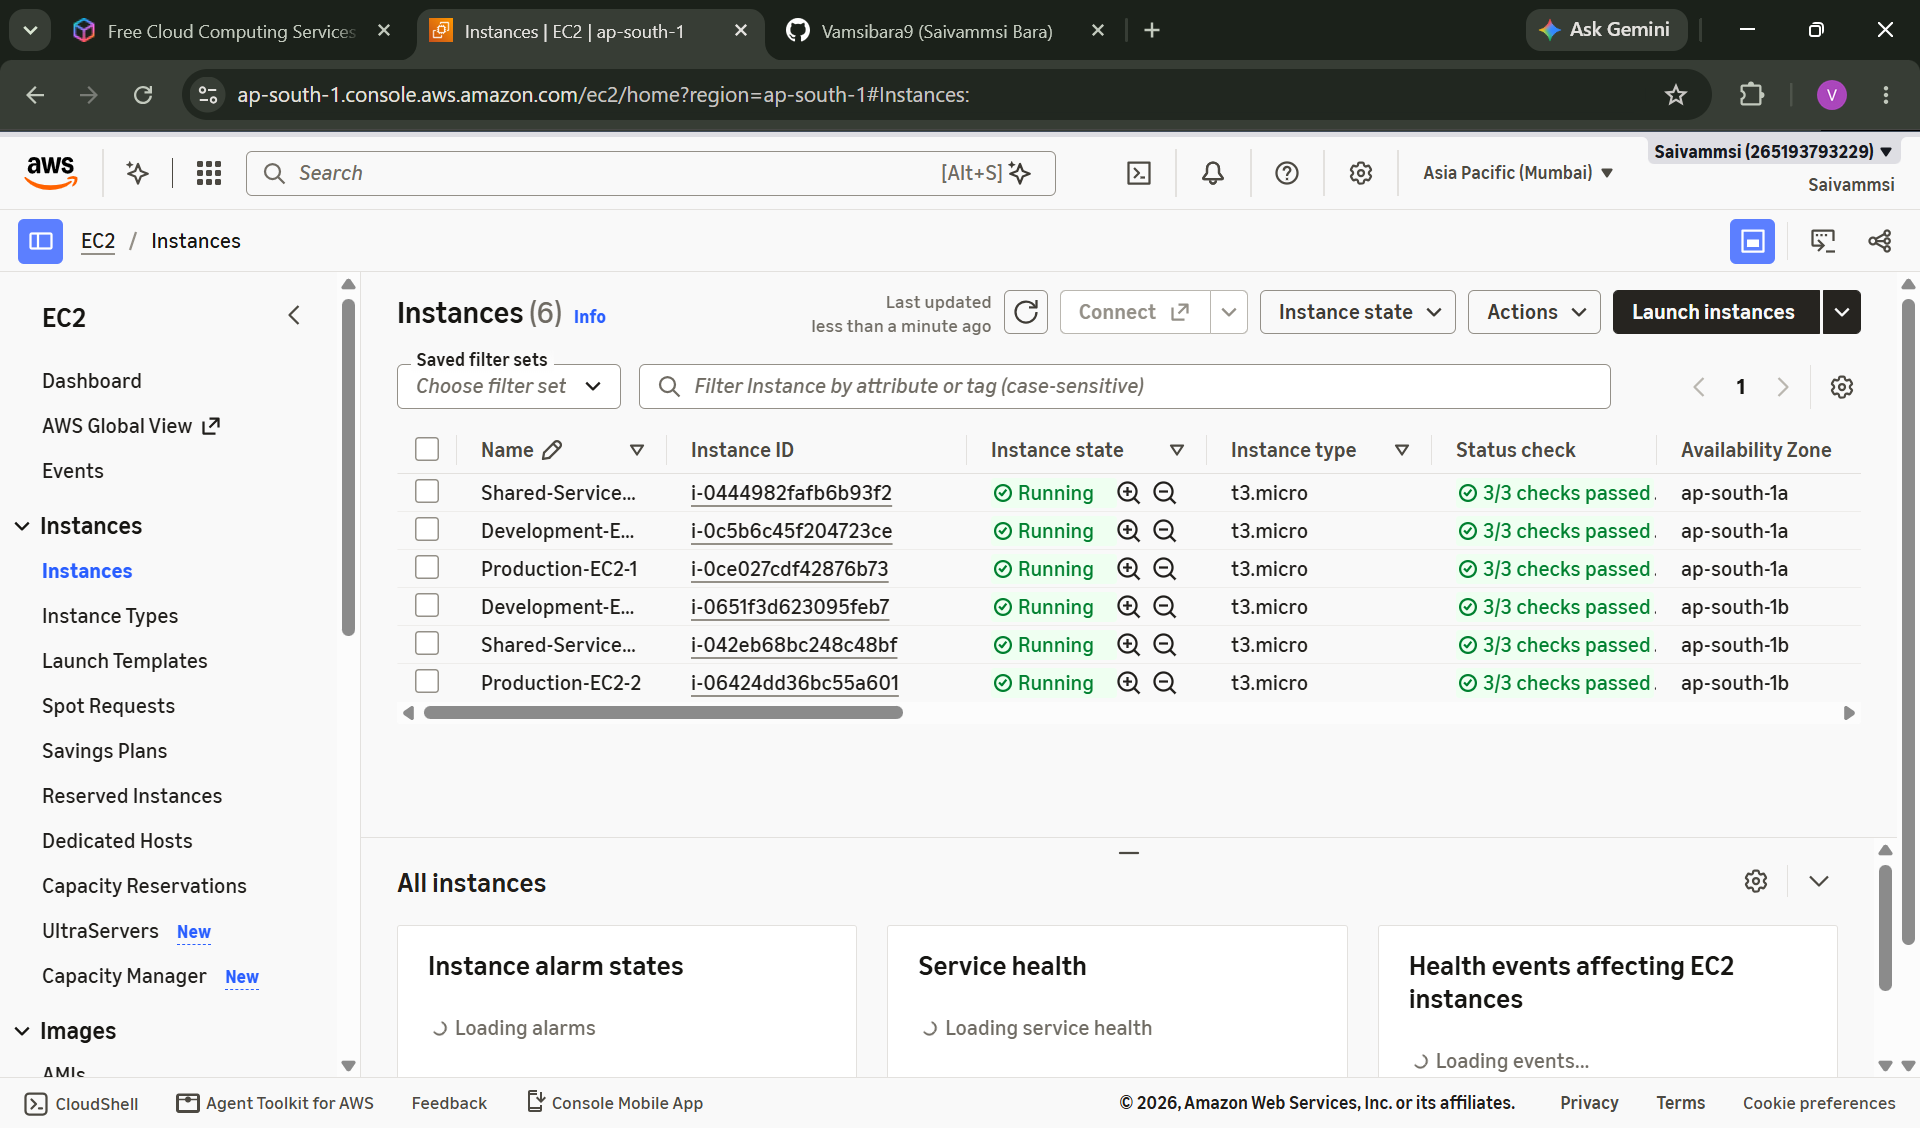 Free Cloud Computing Services
Instances | EC2 | ap-south-1
Vamsibara9 (Saivammsi Bara)
Ask Gemini
ap-south-1.console.aws.amazon.com/ec2/home?region=ap-south-1#Instances:
V
aws
Search
[Alt+S]
Asia Pacific (Mumbai)
Saivammsi (265193793229)
Saivammsi
EC2 / Instances
EC2
Dashboard
AWS Global View
Events
Instances
Instances
Instance Types
Launch Templates
Spot Requests
Savings Plans
Reserved Instances
Dedicated Hosts
Capacity Reservations
UltraServers New
Capacity Manager New
Images
AMIs
Instances (6) Info
Last updated
less than a minute ago
Connect
Instance state
Actions
Launch instances
Saved filter sets
Choose filter set
Filter Instance by attribute or tag (case-sensitive)
1
Name Instance ID Instance state Instance type Status check Availability Zone
Shared-Service... i-0444982fafb6b93f2 Running t3.micro 3/3 checks passed . ap-south-1a
Development-E... i-0c5b6c45f204723ce Running t3.micro 3/3 checks passed . ap-south-1a
Production-EC2-1 i-0ce027cdf42876b73 Running t3.micro 3/3 checks passed . ap-south-1a
Development-E... i-0651f3d623095feb7 Running t3.micro 3/3 checks passed . ap-south-1b
Shared-Service... i-042eb68bc248c48bf Running t3.micro 3/3 checks passed . ap-south-1b
Production-EC2-2 i-06424dd36bc55a601 Running t3.micro 3/3 checks passed . ap-south-1b
All instances
Instance alarm states
Loading alarms
Service health
Loading service health
Health events affecting EC2
instances
Loading events...
CloudShell
Agent Toolkit for AWS
Feedback
Console Mobile App
© 2026, Amazon Web Services, Inc. or its affiliates.
Privacy
Terms
Cookie preferences